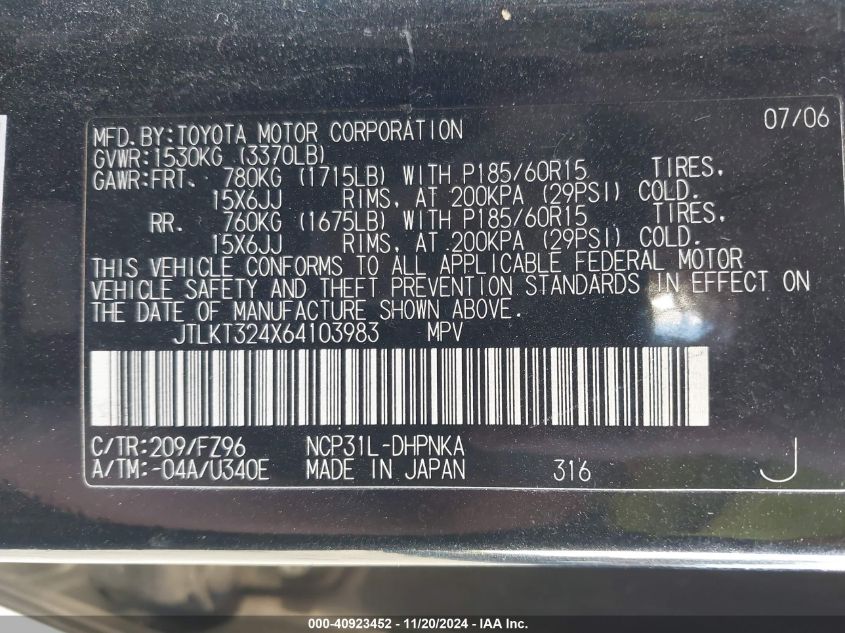 07/06
MFD.BY:TOYOTA MOTOR CORPORATION
GVWR:1530KG (3370LB)
GAWR:FRT. 780KG (1715LB) WITH P185/60R15 TIRES,
15X6JJ RIMS, AT 200KPA (29PSI) COLD.
RR. 760KG (1675LB) WITH P185/60R15 TIRES,
15X6JJ RIMS, AT 200KPA (29PSI) COLD.
THIS VEHICLE CONFORMS TO ALL APPLICABLE FEDERAL MOTOR
VEHICLE SAFETY AND THEFT PREVENTION STANDARDS IN EFFECT ON
THE DATE OF MANUFACTURE SHOWN ABOVE.
JTLKT324X64103983 MPV
C/TR:209/FZ96 NCP31L-DHPNKA
A/TM:-04A/U340E MADE IN JAPAN 316 J
000-40923452 - 11/20/2024 - IAA Inc.